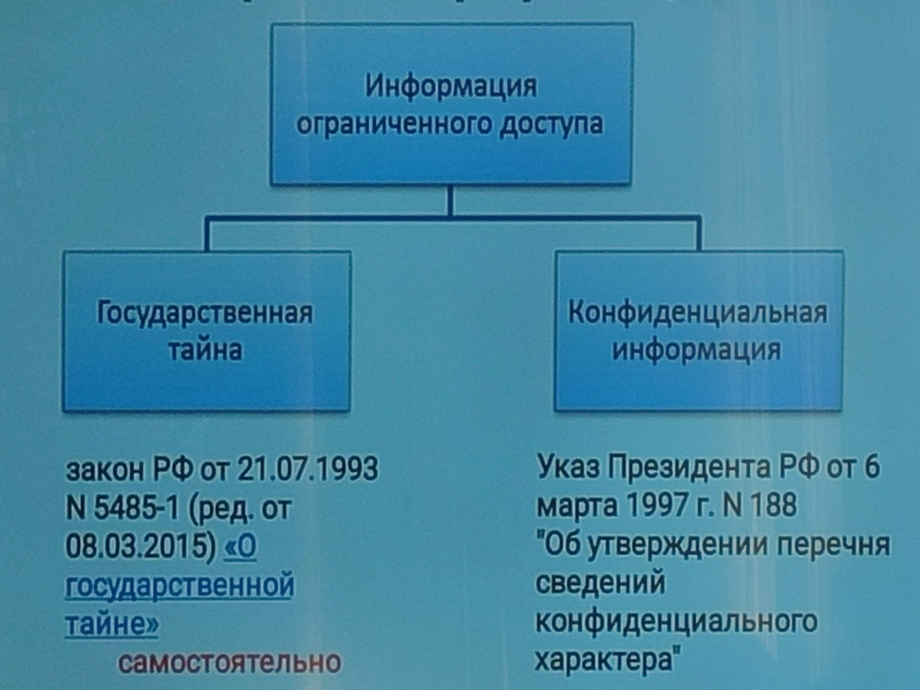 Информация
ограниченного доступа
Государственная
тайна
Конфиденциальная
информация
закон РФ от 21.07.1993
N 5485-1 (ред. от
08.03.2015) «О
государственной
тайне»
самостоятельно
Указ Президента РФ от 6
марта 1997 г. N 188
"Об утверждении перечня
сведений
конфиденциального
характера"